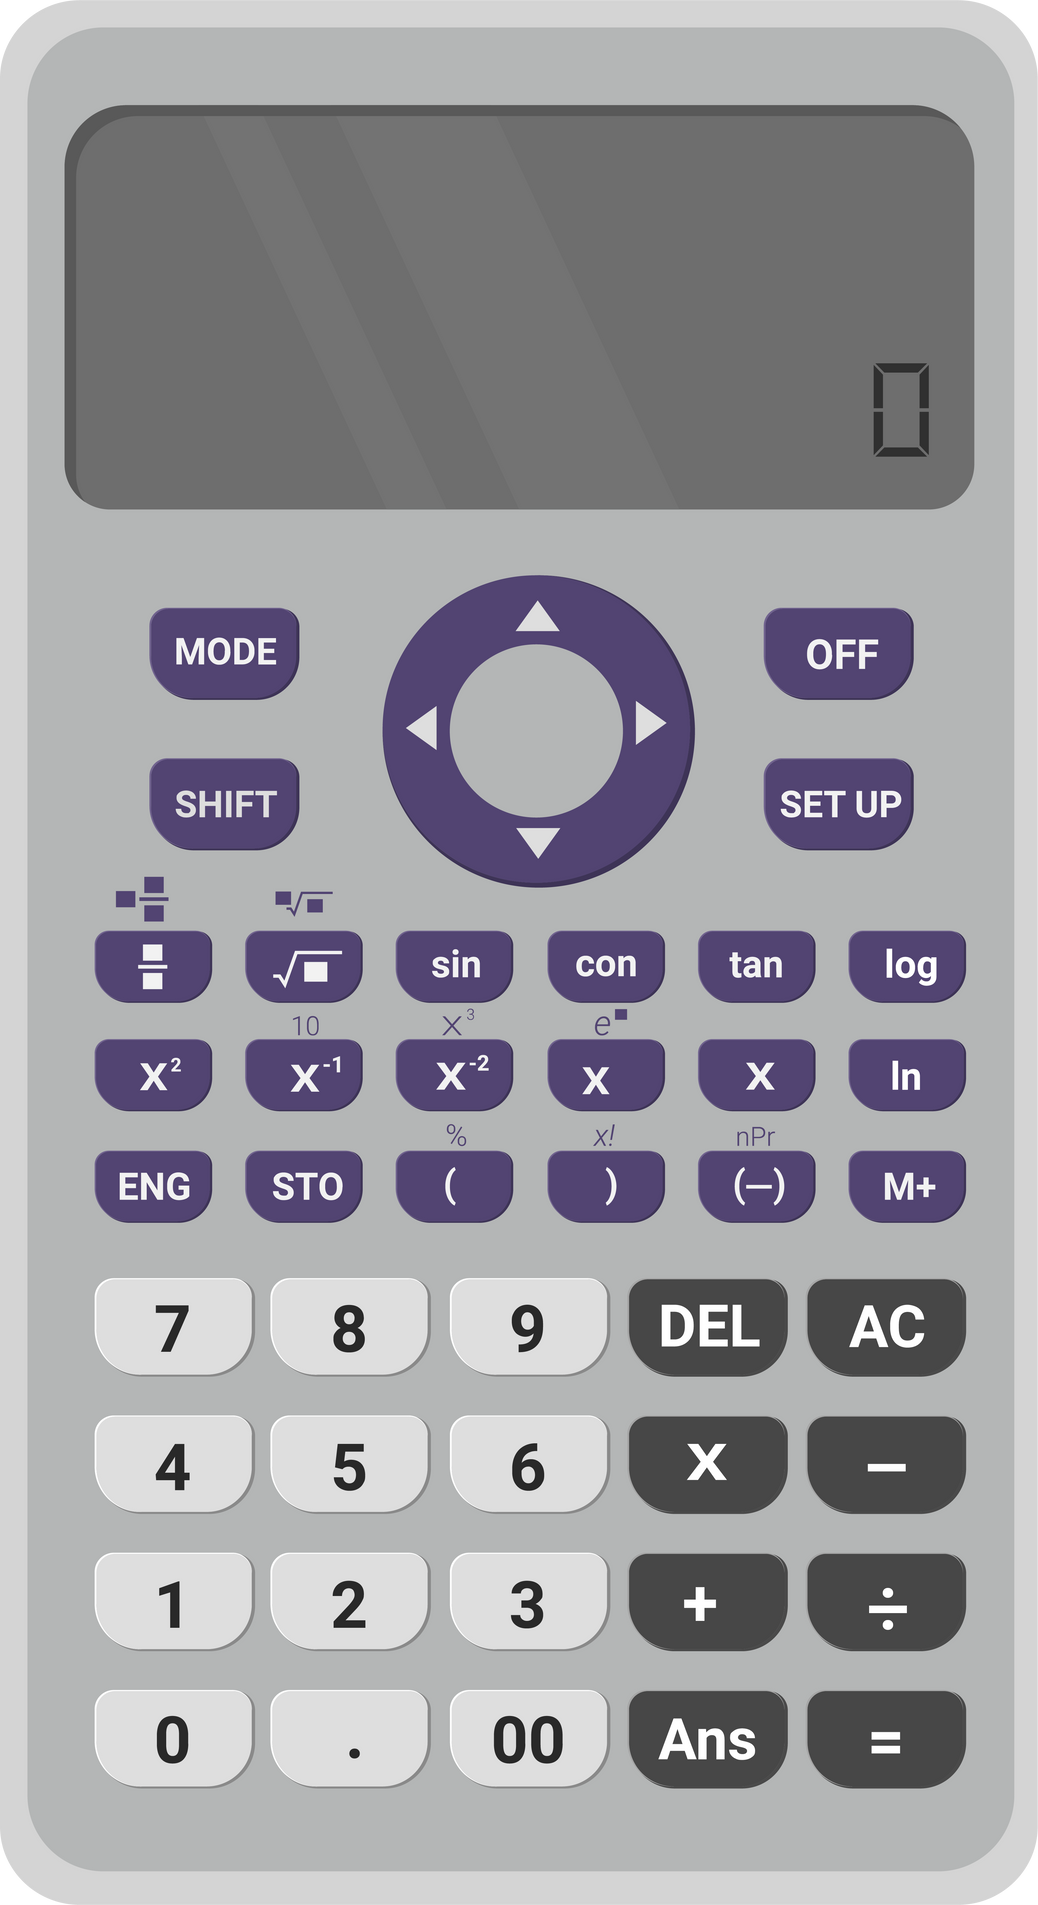 0
MODE OFF
SHIFT SET UP
√
√ sin con tan log
10 x³ e
x² x⁻¹ x⁻² x x ln
% x! nPr
ENG STO ( ) (—) M+
7 8 9 DEL AC
4 5 6 X –
1 2 3 + ÷
0 . 00 Ans =